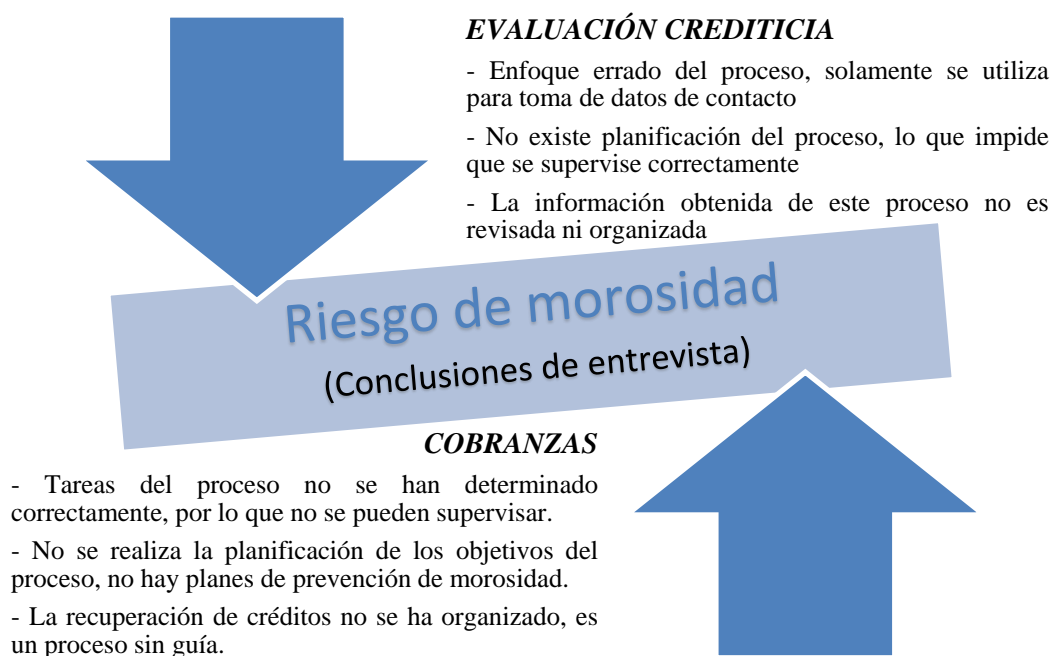 EVALUACIÓN CREDITICIA
- Enfoque errado del proceso, solamente se utiliza
para toma de datos de contacto
- No existe planificación del proceso, lo que impide
que se supervise correctamente
- La información obtenida de este proceso no es
revisada ni organizada
Riesgo de morosidad
(Conclusiones de entrevista)
COBRANZAS
- Tareas del proceso no se han determinado
correctamente, por lo que no se pueden supervisar.
- No se realiza la planificación de los objetivos del
proceso, no hay planes de prevención de morosidad.
- La recuperación de créditos no se ha organizado, es
un proceso sin guía.